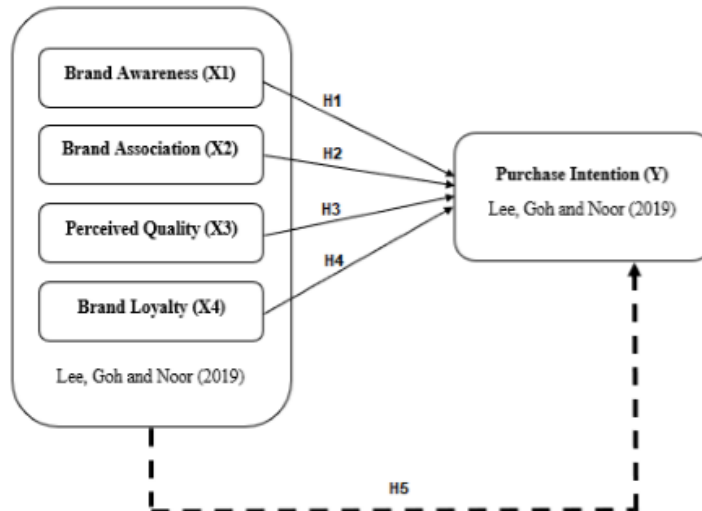 Brand Awareness (X1)
H1
Brand Association (X2)
H2
Purchase Intention (Y)
Lee, Goh and Noor (2019)
Perceived Quality (X3)
H3
H4
Brand Loyalty (X4)
Lee, Goh and Noor (2019)
H5